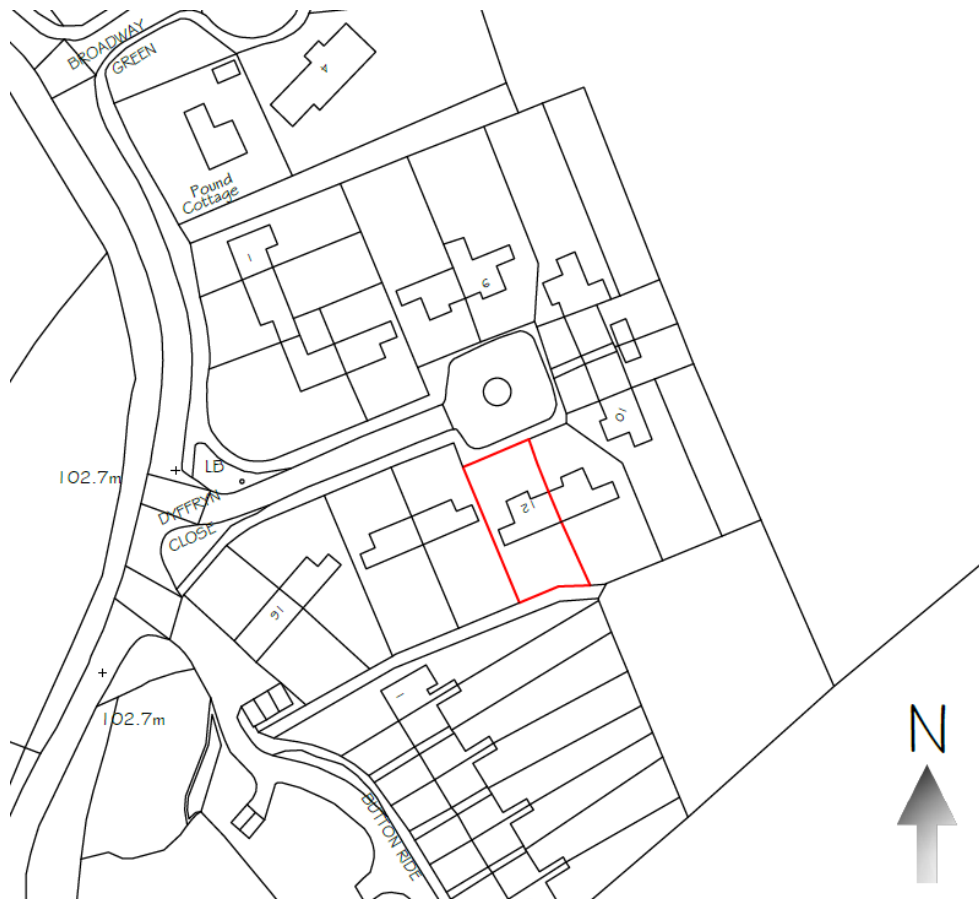 BROADWAY
GREEN
4
Pound
Cottage
1
6
10
102.7m
LB
DYFFRYN
CLOSE
12
16
1
102.7m
BUTTON RIDE
N